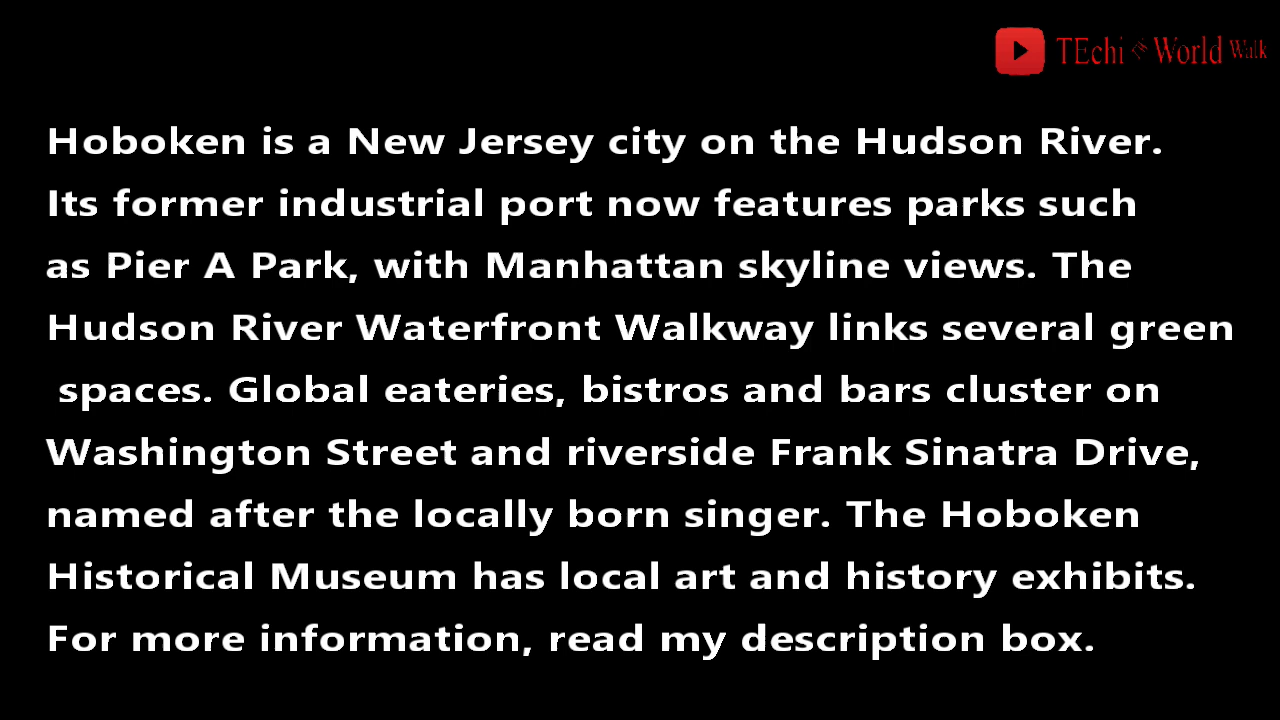 TEchi World Walk
Hoboken is a New Jersey city on the Hudson River.
Its former industrial port now features parks such
as Pier A Park, with Manhattan skyline views. The
Hudson River Waterfront Walkway links several green
spaces. Global eateries, bistros and bars cluster on
Washington Street and riverside Frank Sinatra Drive,
named after the locally born singer. The Hoboken
Historical Museum has local art and history exhibits.
For more information, read my description box.